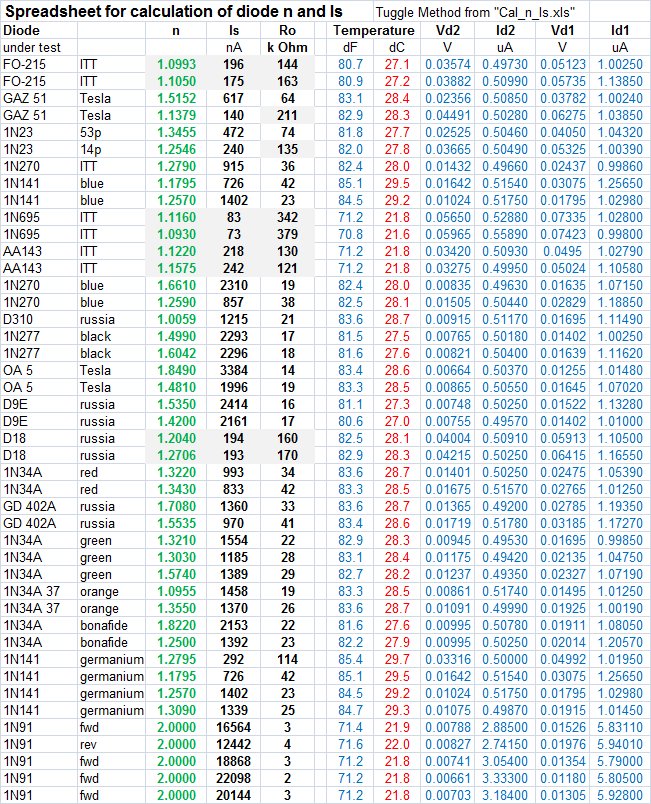 Spreadsheet for calculation of diode n and Is Tuggle Method from "Cal_n_Is.xls"
Diode n Is Ro Temperature Vd2 Id2 Vd1 Id1
under test nA k Ohm dF dC V uA V uA
FO-215 ITT 1.0993 196 144 80.7 27.1 0.03574 0.49730 0.05123 1.00250
FO-215 ITT 1.1050 175 163 80.9 27.2 0.03882 0.50990 0.05735 1.13850
GAZ 51 Tesla 1.5152 617 64 83.1 28.4 0.02356 0.50850 0.03782 1.00240
GAZ 51 Tesla 1.1379 140 211 82.9 28.3 0.04491 0.50280 0.06275 1.03850
1N23 53p 1.3455 472 74 81.8 27.7 0.02525 0.50460 0.04050 1.04320
1N23 14p 1.2546 240 135 82.0 27.8 0.03665 0.50490 0.05325 1.00390
1N270 ITT 1.2790 915 36 82.4 28.0 0.01432 0.49660 0.02437 0.99860
1N141 blue 1.1795 726 42 85.1 29.5 0.01642 0.51540 0.03075 1.25650
1N141 blue 1.2570 1402 23 84.5 29.2 0.01024 0.51750 0.01795 1.02980
1N695 ITT 1.1160 83 342 71.2 21.8 0.05650 0.52880 0.07335 1.02800
1N695 ITT 1.0930 73 379 70.8 21.6 0.05965 0.55890 0.07423 0.99800
AA143 ITT 1.1220 218 130 71.2 21.8 0.03420 0.50930 0.0495 1.02790
AA143 ITT 1.1575 242 121 71.2 21.8 0.03275 0.49950 0.05024 1.10580
1N270 blue 1.6610 2310 19 82.4 28.0 0.00835 0.49630 0.01635 1.07150
1N270 blue 1.2590 857 38 82.5 28.1 0.01505 0.50440 0.02829 1.18850
D310 russia 1.0059 1215 21 83.6 28.7 0.00915 0.51170 0.01695 1.11490
1N277 black 1.4990 2293 17 81.5 27.5 0.00765 0.50180 0.01402 1.00250
1N277 black 1.6042 2296 18 81.6 27.6 0.00821 0.50400 0.01639 1.11620
OA 5 Tesla 1.8490 3384 14 83.4 28.6 0.00664 0.50370 0.01255 1.01480
OA 5 Tesla 1.4810 1996 19 83.3 28.5 0.00865 0.50550 0.01645 1.07020
D9E russia 1.5350 2414 16 81.1 27.3 0.00748 0.50250 0.01522 1.13280
D9E russia 1.4200 2161 17 80.6 27.0 0.00755 0.49570 0.01402 1.01000
D18 russia 1.2040 194 160 82.5 28.1 0.04004 0.50910 0.05913 1.10500
D18 russia 1.2706 193 170 82.9 28.3 0.04215 0.50250 0.06415 1.16550
1N34A red 1.3220 993 34 83.6 28.7 0.01401 0.50250 0.02475 1.05390
1N34A red 1.3430 833 42 83.3 28.5 0.01675 0.51570 0.02765 1.01250
GD 402A russia 1.7080 1360 33 83.6 28.7 0.01365 0.49200 0.02785 1.19350
GD 402A russia 1.5535 970 41 83.4 28.6 0.01719 0.51780 0.03185 1.17270
1N34A green 1.3210 1554 22 82.9 28.3 0.00945 0.49530 0.01695 0.99850
1N34A green 1.3030 1185 28 83.1 28.4 0.01175 0.49420 0.02135 1.04750
1N34A green 1.5740 1389 29 82.7 28.2 0.01237 0.49350 0.02327 1.07190
1N34A 37 orange 1.0955 1458 19 83.3 28.5 0.00861 0.51740 0.01495 1.01250
1N34A 37 orange 1.3550 1370 26 83.6 28.7 0.01091 0.49990 0.01925 1.00190
1N34A bonafide 1.8220 2153 22 81.6 27.6 0.00995 0.50780 0.01911 1.08050
1N34A bonafide 1.2500 1392 23 82.2 27.9 0.00995 0.50250 0.02014 1.20570
1N141 germanium 1.2795 292 114 85.4 29.7 0.03316 0.50000 0.04992 1.01950
1N141 germanium 1.1795 726 42 85.1 29.5 0.01642 0.51540 0.03075 1.25650
1N141 germanium 1.2570 1402 23 84.5 29.2 0.01024 0.51750 0.01795 1.02980
1N141 germanium 1.3090 1339 25 84.7 29.3 0.01075 0.49870 0.01915 1.01450
1N91 fwd 2.0000 16564 3 71.4 21.9 0.00788 2.88500 0.01526 5.83110
1N91 rev 2.0000 12442 4 71.6 22.0 0.00827 2.74150 0.01976 5.94010
1N91 fwd 2.0000 18868 3 71.2 21.8 0.00741 3.05400 0.01354 5.79000
1N91 fwd 2.0000 22098 2 71.2 21.8 0.00661 3.33300 0.01180 5.80500
1N91 fwd 2.0000 20144 3 71.2 21.8 0.00703 3.18400 0.01305 5.92800